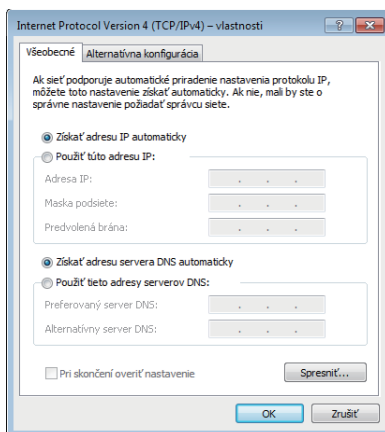 Internet Protocol Version 4 (TCP/IPv4) – vlastnosti
Všeobecné
Alternatívna konfigurácia
Ak sieť podporuje automatické priradenie nastavenia protokolu IP,
môžete toto nastavenie získať automaticky. Ak nie, mali by ste o
správne nastavenie požiadať správcu siete.
Získať adresu IP automaticky
Použiť túto adresu IP:
Adresa IP:
Maska podsiete:
Predvolená brána:
Získať adresu servera DNS automaticky
Použiť tieto adresy serverov DNS:
Preferovaný server DNS:
Alternatívny server DNS:
Pri skončení overiť nastavenie
Spresniť...
OK
Zrušiť